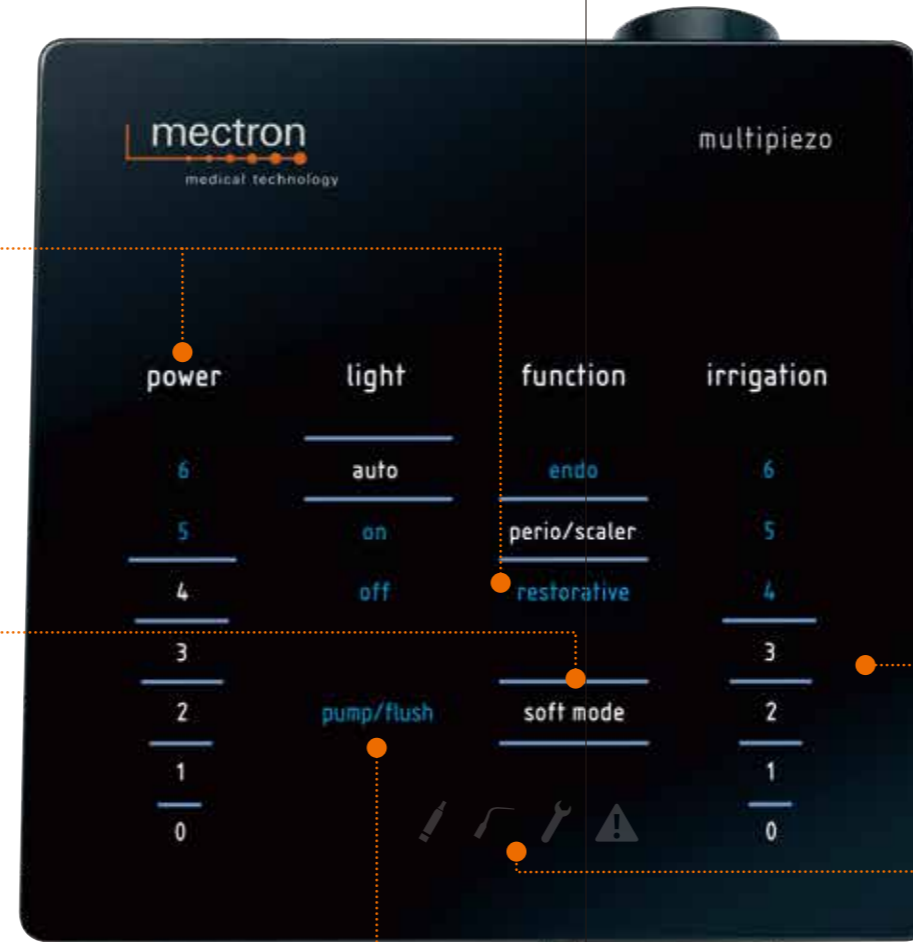 mectron
medical technology
multipiezo
power light function irrigation
6 auto endo 6
5 on perio/scaler 5
4 off restorative 4
3 3
2 pump/flush soft mode 2
1 1
0 0